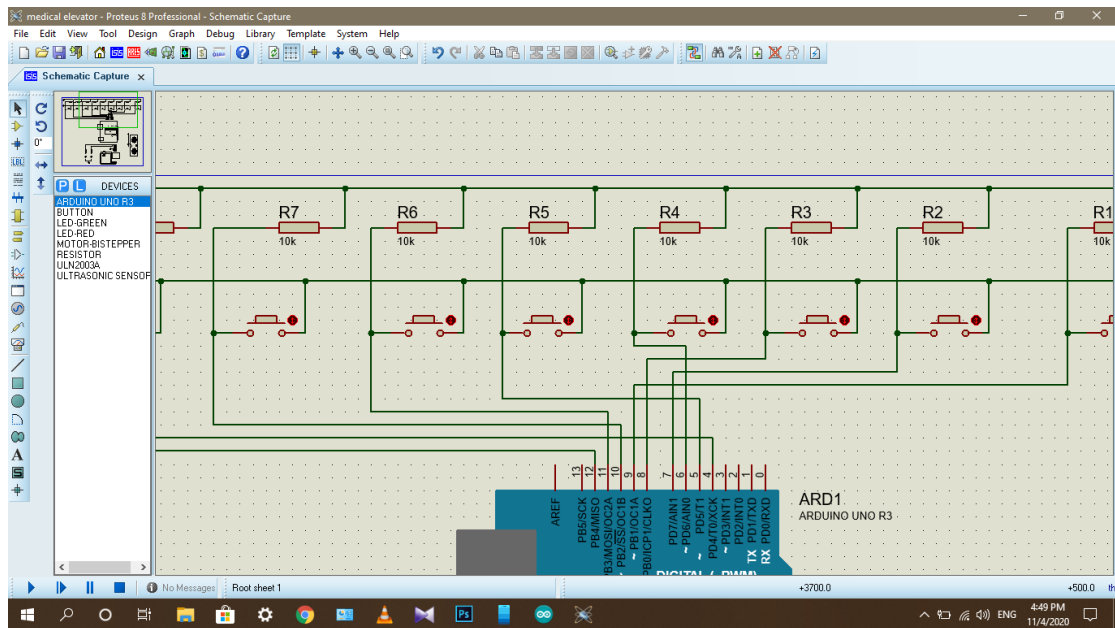 medical elevator - Proteus 8 Professional - Schematic Capture
File Edit View Tool Design Graph Debug Library Template System Help
Schematic Capture
0°
P L DEVICES
ARDUINO UNO R3
BUTTON
LED-GREEN
LED-RED
MOTOR-BISTEPPER
RESISTOR
ULN2003A
ULTRASONIC SENSOR
R7 R6 R5 R4 R3 R2 R1
10k 10k 10k 10k 10k 10k 10k
13 12 11 10 9 8 7 6 5 4 3 2 1 0
AREF
PB5/SCK
PB4/MISO
PB3/MOSI/OC2A
PB2/SS/OC1B
~ PB1/OC1A
PB0/ICP1/CLKO
PD7/AIN1
~ PD6/AIN0
~ PD5/T1
PD4/T0/XCK
~ PD3/INT1
PD2/INT0
TX PD1/TXD
RX PD0/RXD
DIGITAL (~PWM)
ARD1
ARDUINO UNO R3
No Messages Root sheet 1 +3700.0 +500.0 th
Ps
ENG
4:49 PM
11/4/2020